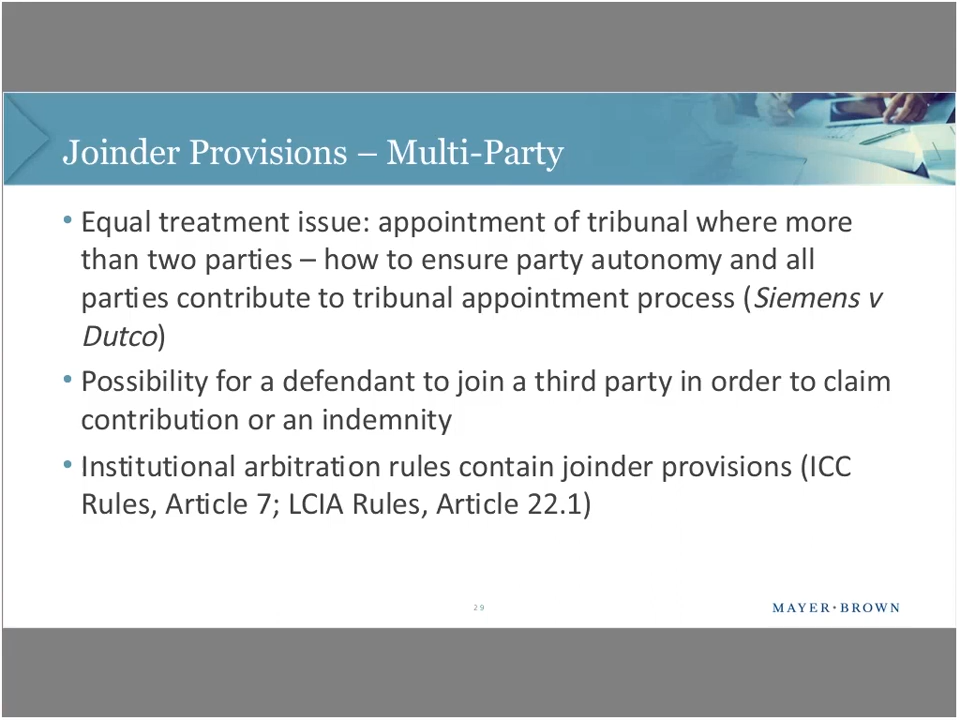 Joinder Provisions – Multi-Party
• Equal treatment issue: appointment of tribunal where more
than two parties – how to ensure party autonomy and all
parties contribute to tribunal appointment process (Siemens v
Dutco)
• Possibility for a defendant to join a third party in order to claim
contribution or an indemnity
• Institutional arbitration rules contain joinder provisions (ICC
Rules, Article 7; LCIA Rules, Article 22.1)
29
MAYER•BROWN